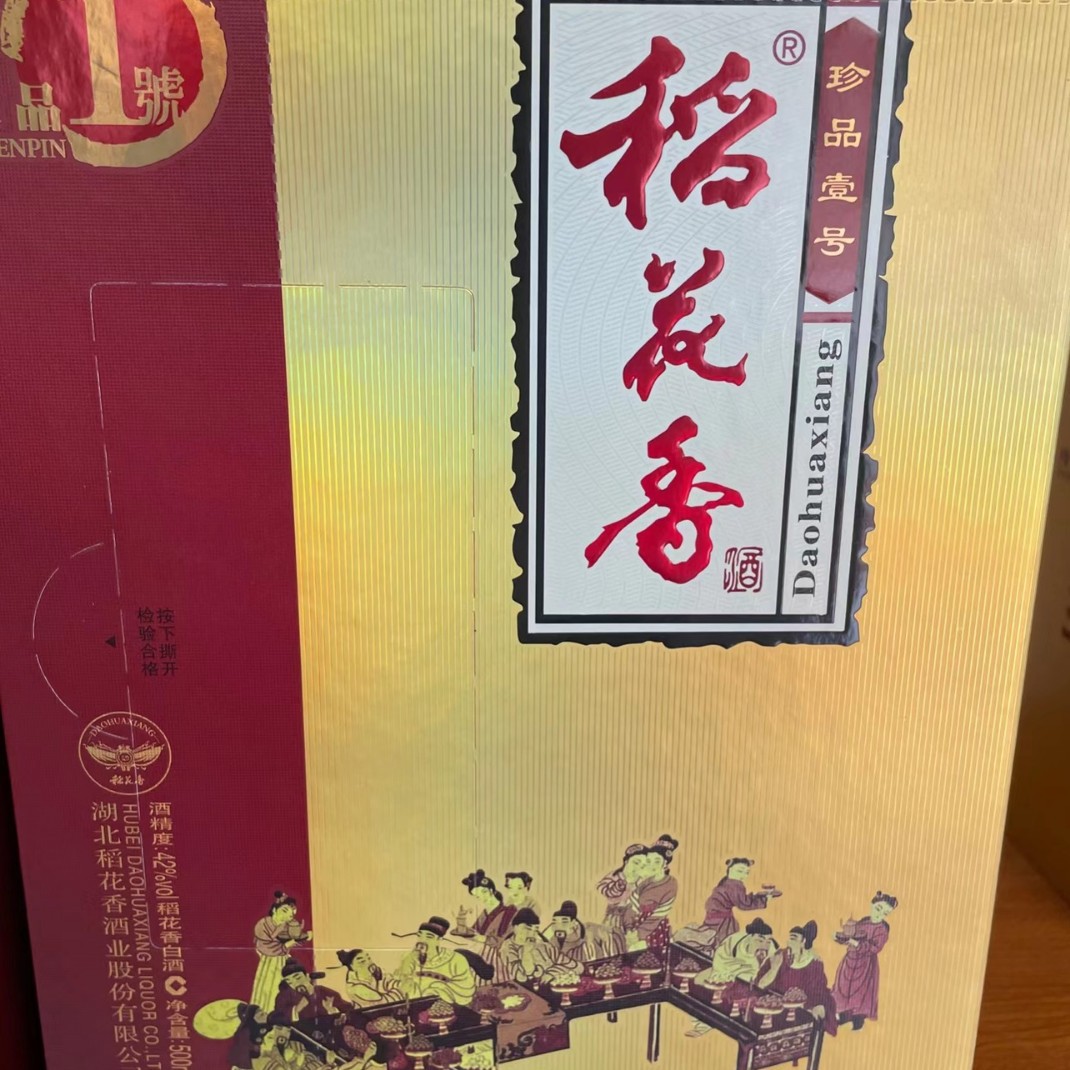 品1號
ENPIN
稻花香
®
酒
珍品壹号
Daohuaxiang
按下撕开
检验合格
DAOHUAXIANG
稻花香
酒精度:42%vol 稻花香白酒 净含量:500
HUBEI DAOHUAXIANG LIQUOR CO.,LT
湖北稻花香酒业股份有限公